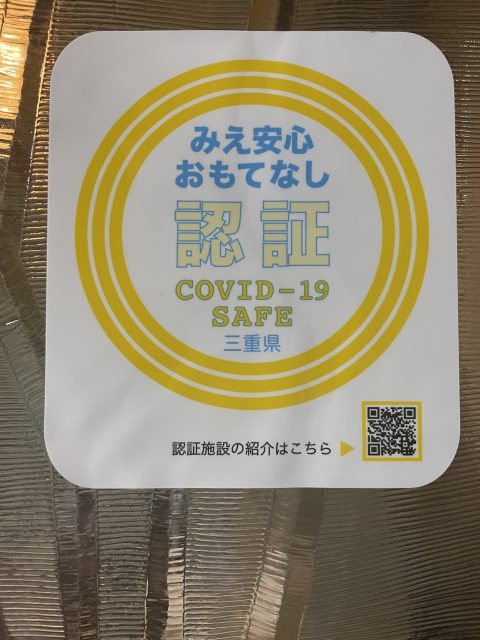 みえ安心
おもてなし
認証
COVID-19
SAFE
三重県
認証施設の紹介はこちら ▶